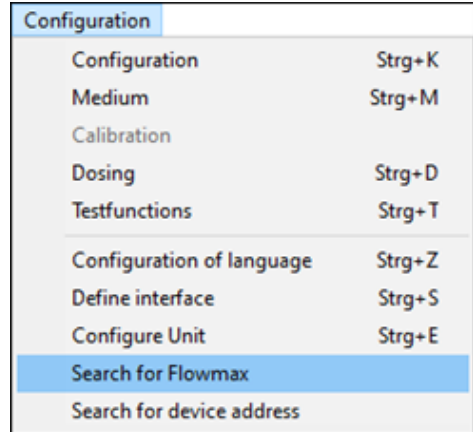 Configuration
Configuration Strg+K
Medium Strg+M
Calibration
Dosing Strg+D
Testfunctions Strg+T
Configuration of language Strg+Z
Define interface Strg+S
Configure Unit Strg+E
Search for Flowmax
Search for device address